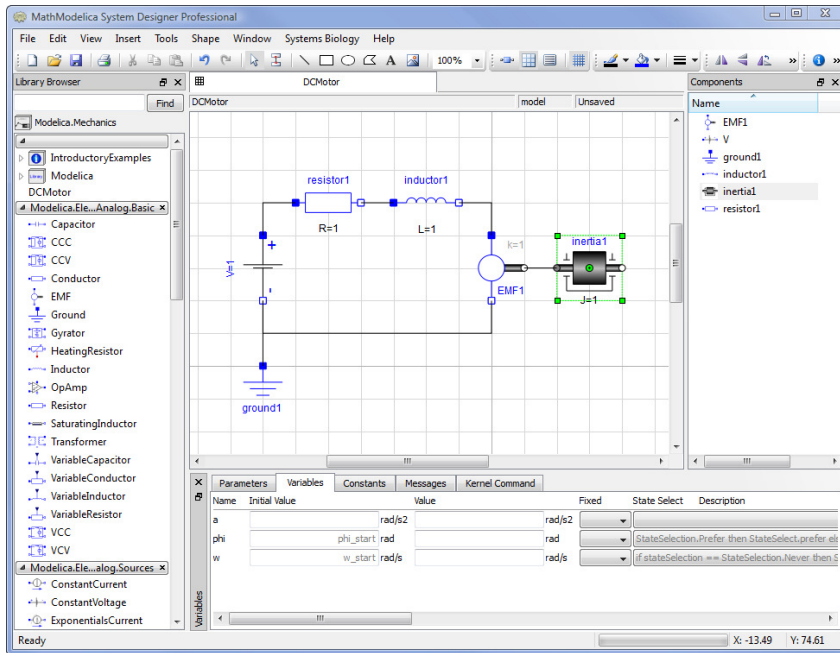 MathModelica System Designer Professional
File Edit View Insert Tools Shape Window Systems Biology Help
100%
Library Browser
Find
Modelica.Mechanics
IntroductoryExamples
Modelica
DCMotor
Modelica.Ele...Analog.Basic
Capacitor
CCC
CCV
Conductor
EMF
Ground
Gyrator
HeatingResistor
Inductor
OpAmp
Resistor
SaturatingInductor
Transformer
VariableCapacitor
VariableConductor
VariableInductor
VariableResistor
VCC
VCV
Modelica.Ele...alog.Sources
ConstantCurrent
ConstantVoltage
ExponentialsCurrent
DCMotor
DCMotor model Unsaved
resistor1 inductor1
R=1 L=1
k=1 inertia1
V=1
+
-
EMF1
J=1
ground1
Components
Name
EMF1
V
ground1
inductor1
inertia1
resistor1
Parameters Variables Constants Messages Kernel Command
Name Initial Value Value Fixed State Select Description
a rad/s2 rad/s2
phi phi_start rad rad StateSelection.Prefer then StateSelect.prefer els
w w_start rad/s rad/s if stateSelection == StateSelection.Never then S
Variables
Ready X: -13.49 Y: 74.61